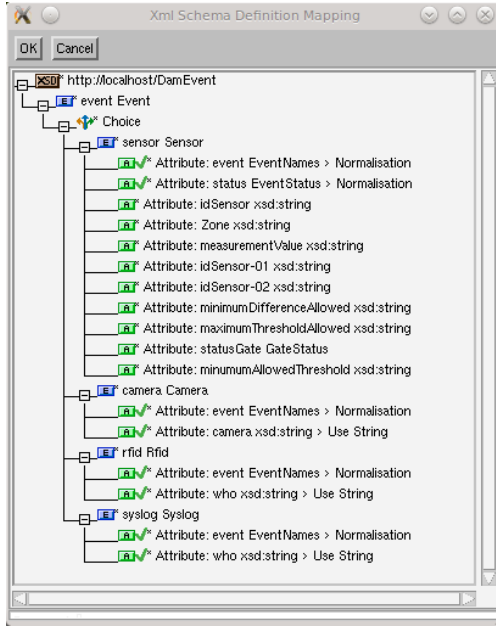 Xml Schema Definition Mapping
OK Cancel
XSD* http://localhost/DamEvent
E* event Event
* Choice
E* sensor Sensor
A* Attribute: event EventNames > Normalisation
A* Attribute: status EventStatus > Normalisation
A* Attribute: idSensor xsd:string
A* Attribute: Zone xsd:string
A* Attribute: measurementValue xsd:string
A* Attribute: idSensor-01 xsd:string
A* Attribute: idSensor-02 xsd:string
A* Attribute: minimumDifferenceAllowed xsd:string
A* Attribute: maximumThresholdAllowed xsd:string
A* Attribute: statusGate GateStatus
A* Attribute: minumumAllowedThreshold xsd:string
E* camera Camera
A* Attribute: event EventNames > Normalisation
A* Attribute: camera xsd:string > Use String
E* rfid Rfid
A* Attribute: event EventNames > Normalisation
A* Attribute: who xsd:string > Use String
E* syslog Syslog
A* Attribute: event EventNames > Normalisation
A* Attribute: who xsd:string > Use String